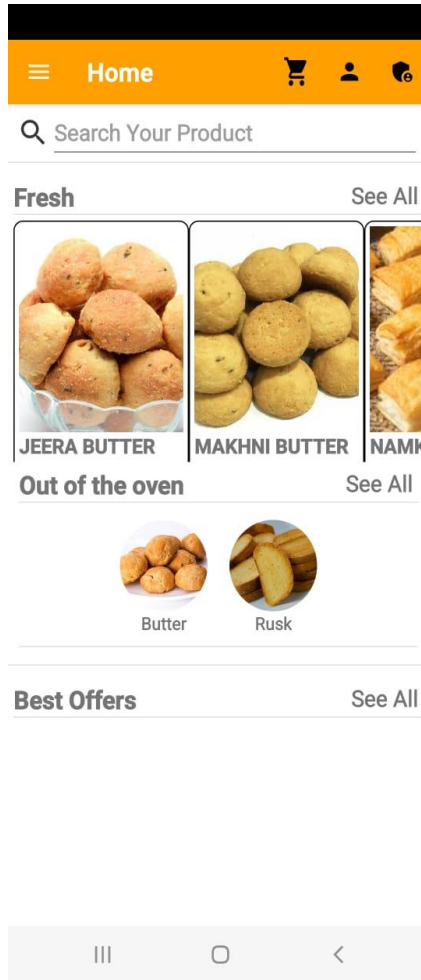 Home
Search Your Product
Fresh See All
JEERA BUTTER MAKHNI BUTTER NAMK
Out of the oven See All
Butter Rusk
Best Offers See All